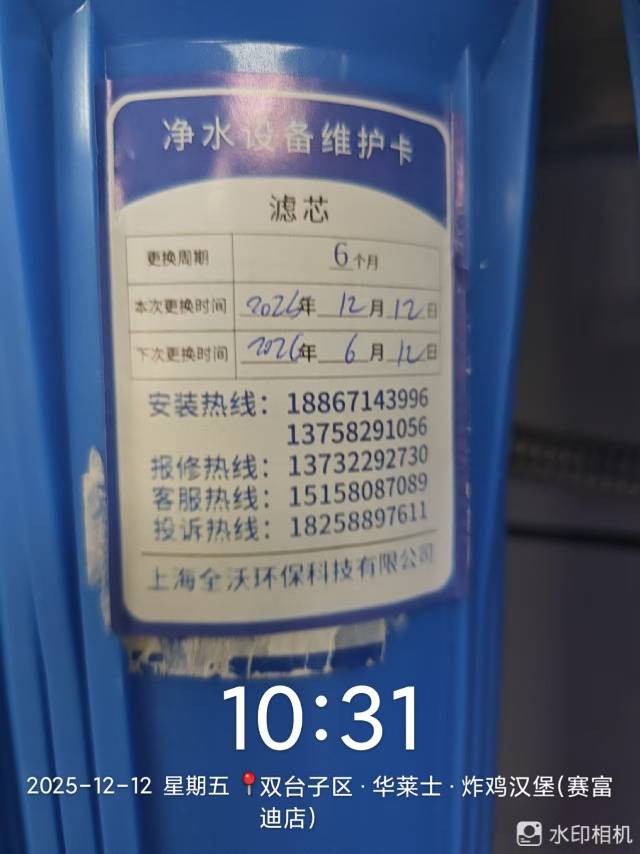 净水设备维护卡
滤芯
更换周期 6个月
本次更换时间 2026年 12月 12日
下次更换时间 2026年 6月 12日
安装热线: 18867143996
13758291056
报修热线: 13732292730
客服热线: 15158087089
投诉热线: 18258897611
上海全沃环保科技有限公司
10:31
2025-12-12 星期五 📍双台子区·华莱士·炸鸡汉堡(赛富
迪店)
水印相机